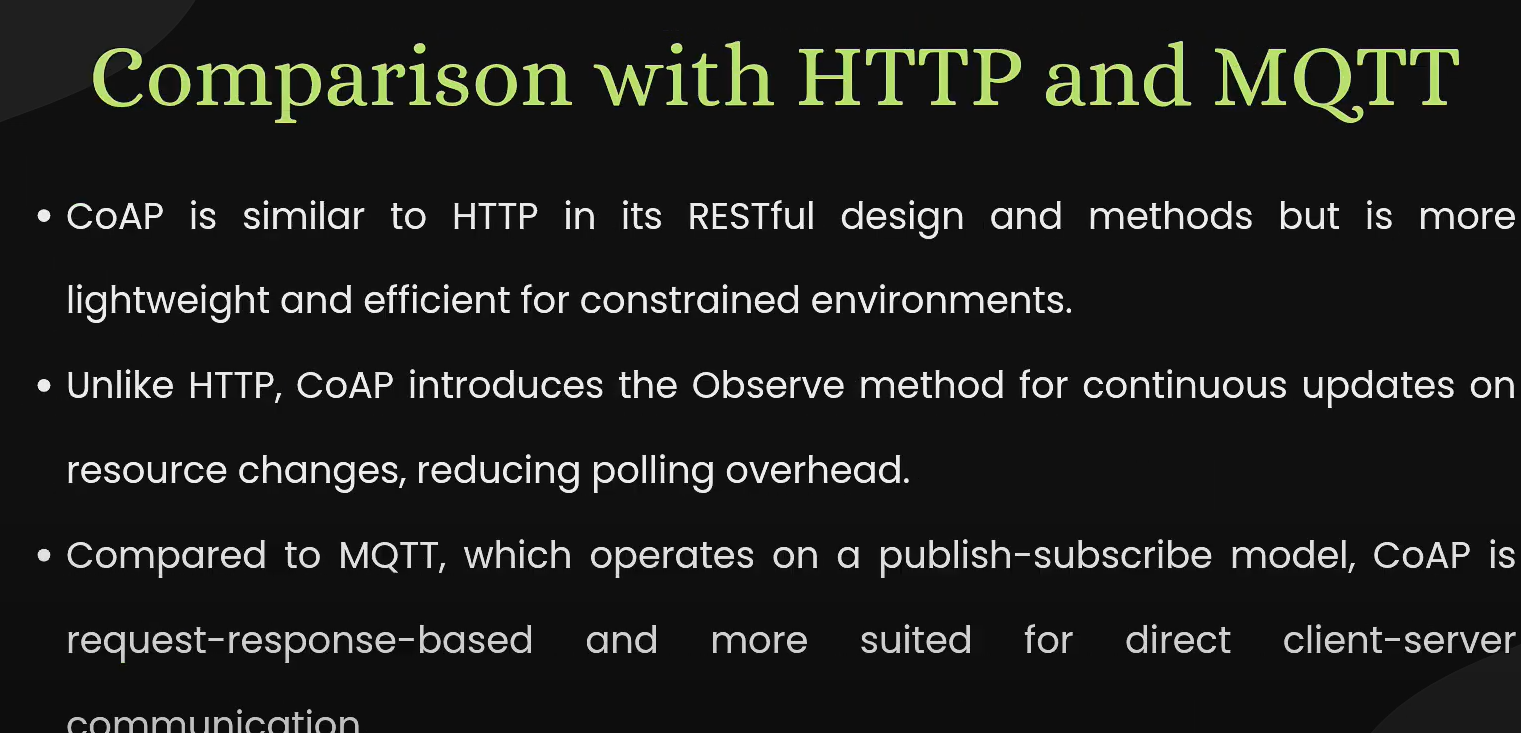 Comparison with HTTP and MQTT
• CoAP is similar to HTTP in its RESTful design and methods but is more
lightweight and efficient for constrained environments.
• Unlike HTTP, CoAP introduces the Observe method for continuous updates on
resource changes, reducing polling overhead.
• Compared to MQTT, which operates on a publish-subscribe model, CoAP is
request-response-based and more suited for direct client-server
communication